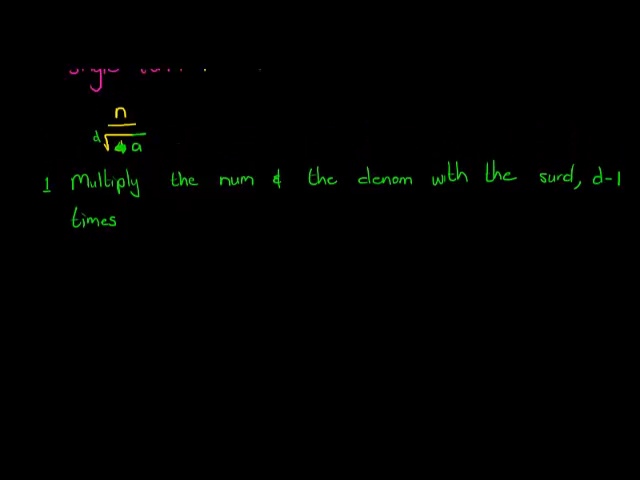 n
d√a
1 Multiply the num & the denom with the surd, d-1
times